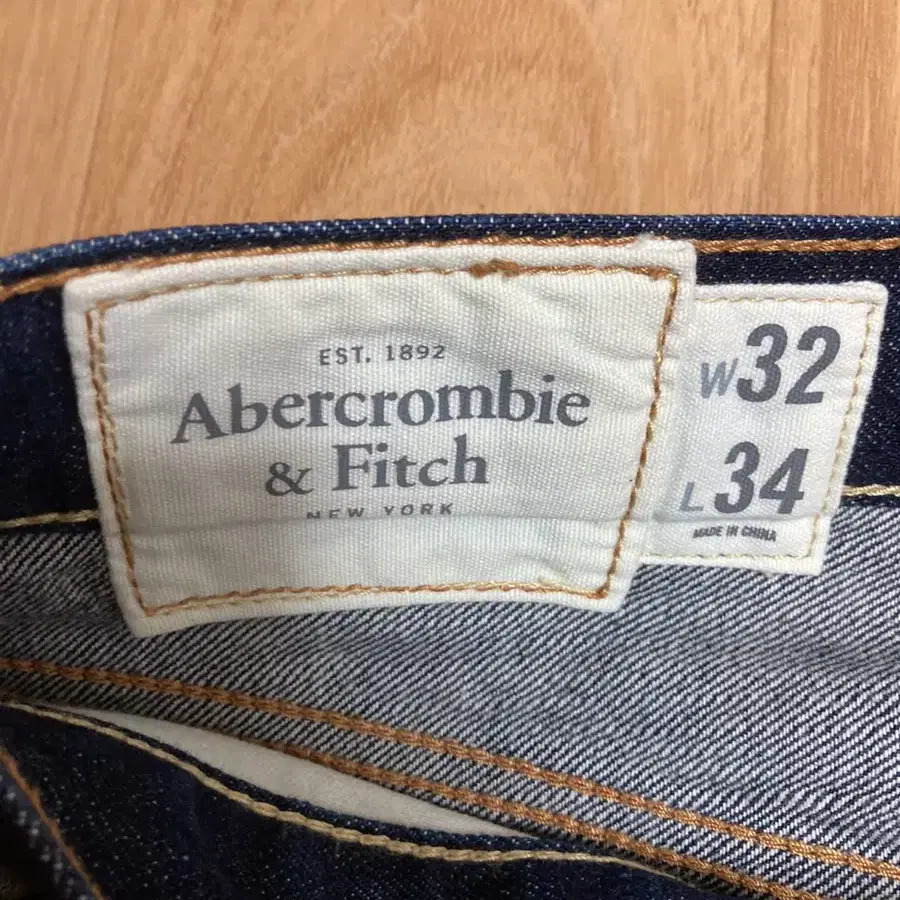 EST. 1892
Abercrombie
& Fitch
NEW YORK
W32
L34
MADE IN CHINA